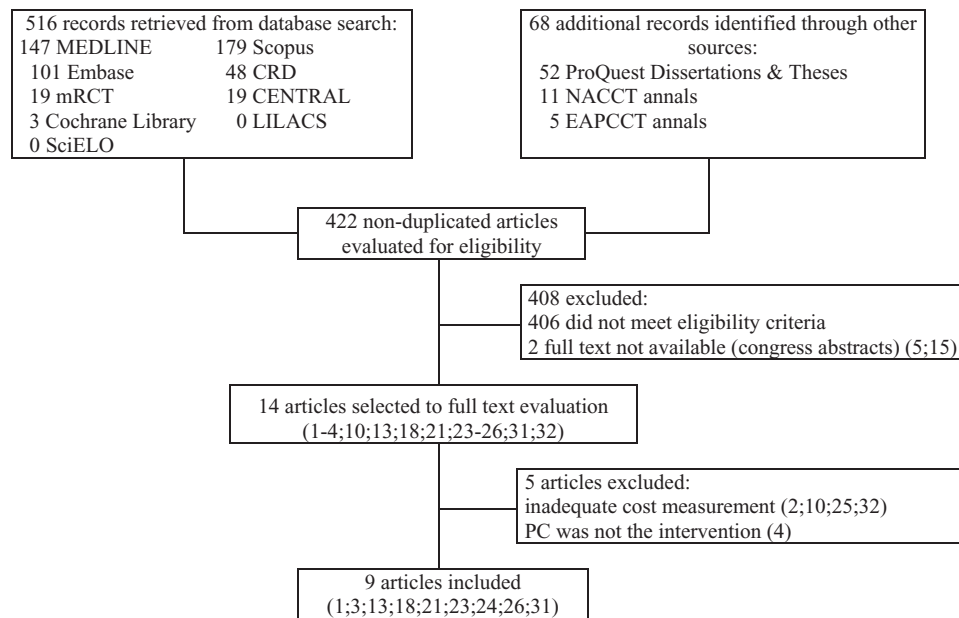 516 records retrieved from database search:
147 MEDLINE 179 Scopus
101 Embase 48 CRD
19 mRCT 19 CENTRAL
3 Cochrane Library 0 LILACS
0 SciELO
68 additional records identified through other
sources:
52 ProQuest Dissertations & Theses
11 NACCT annals
5 EAPCCT annals
422 non-duplicated articles
evaluated for eligibility
408 excluded:
406 did not meet eligibility criteria
2 full text not available (congress abstracts) (5;15)
14 articles selected to full text evaluation
(1-4;10;13;18;21;23-26;31;32)
5 articles excluded:
inadequate cost measurement (2;10;25;32)
PC was not the intervention (4)
9 articles included
(1;3;13;18;21;23;24;26;31)